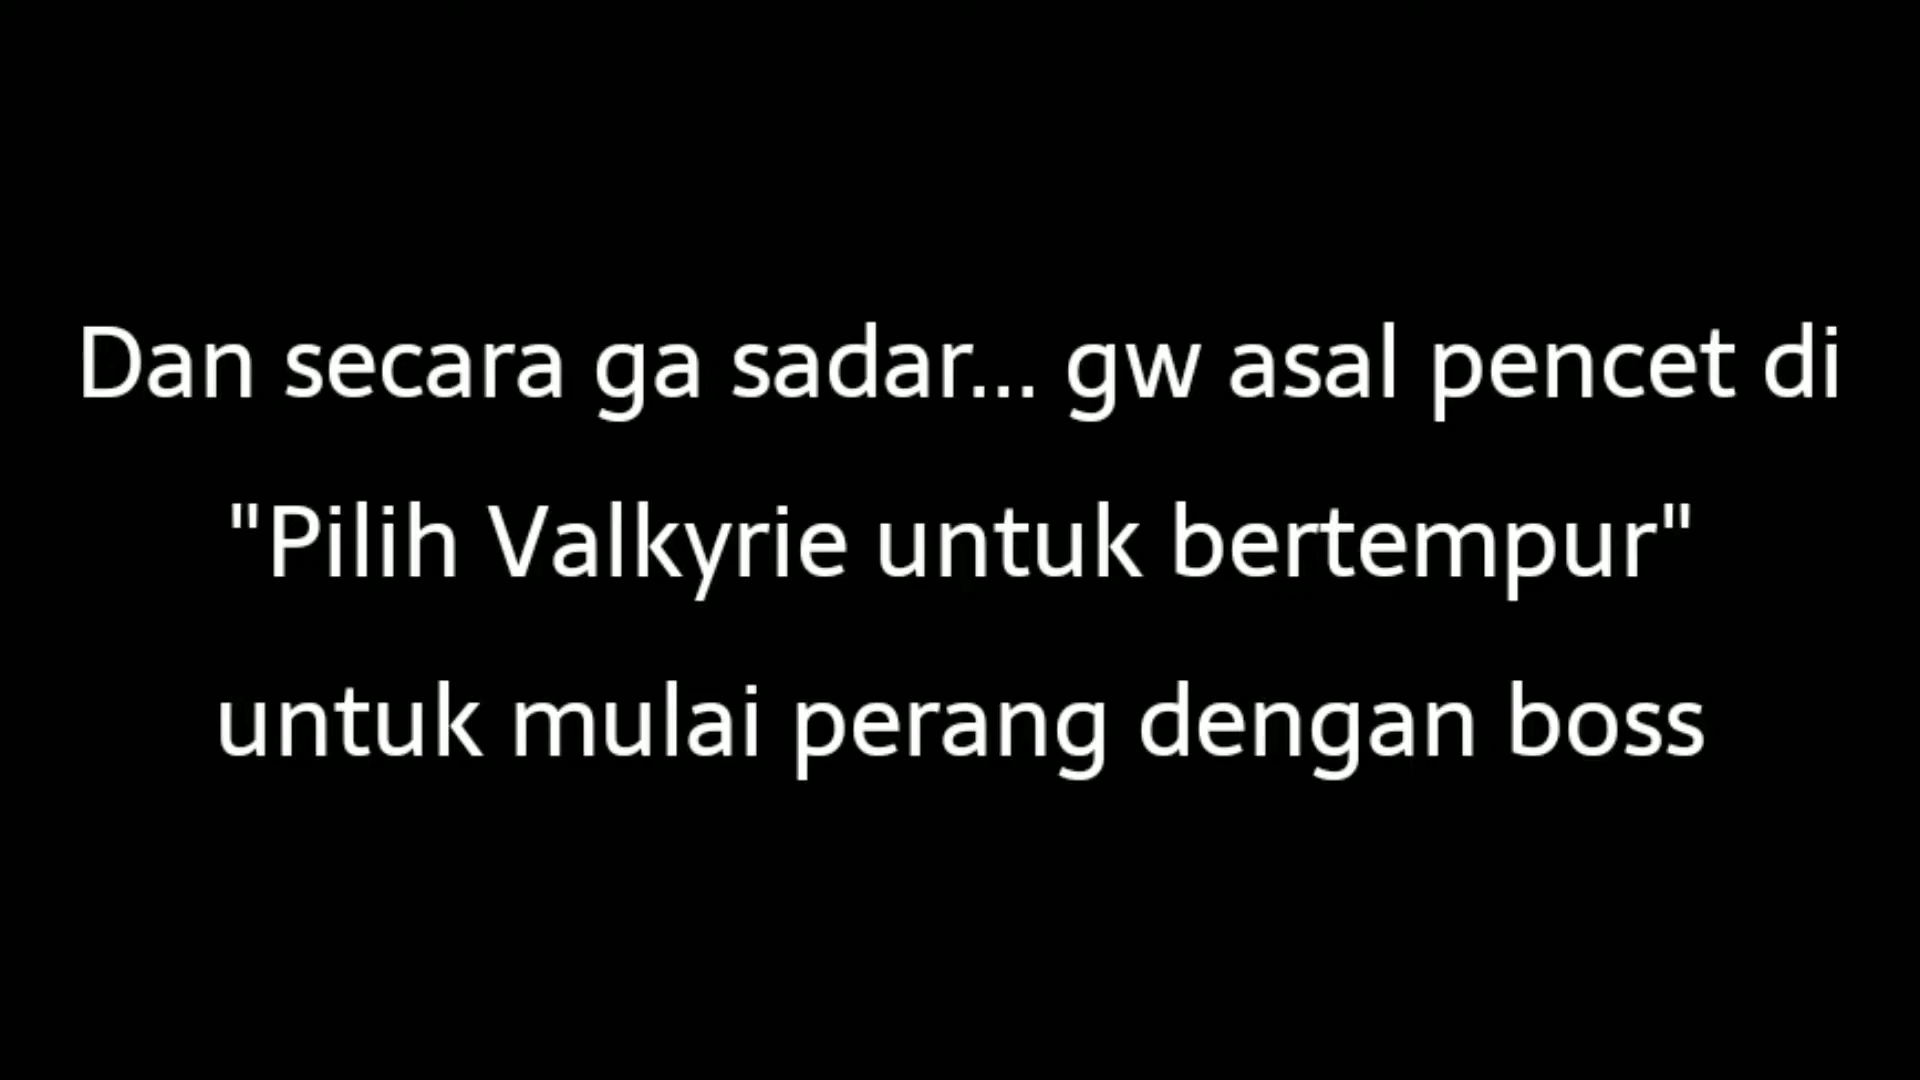 Dan secara ga sadar... gw asal pencet di
"Pilih Valkyrie untuk bertempur"
untuk mulai perang dengan boss